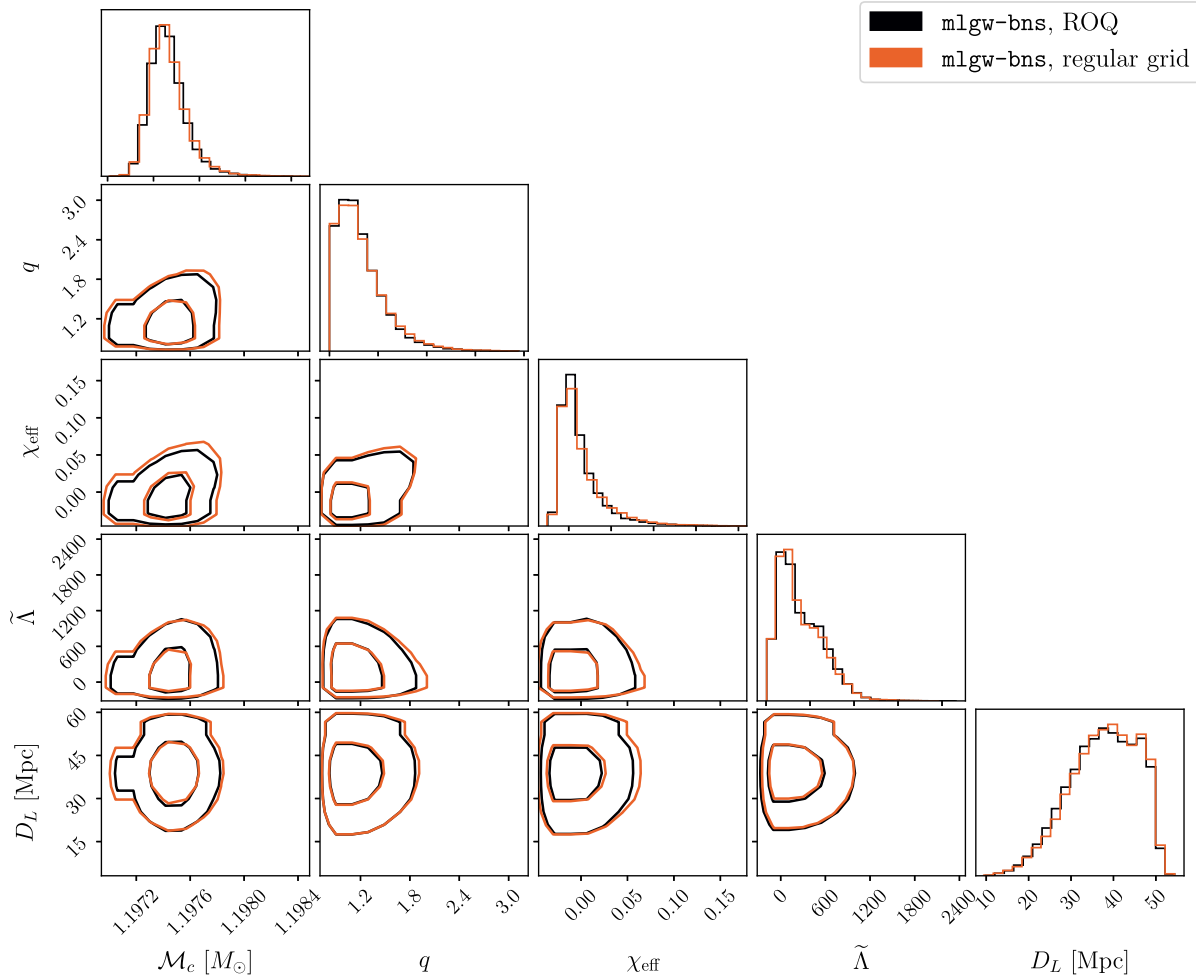 mlgw-bns, ROQ
mlgw-bns, regular grid
3.0
2.4
1.8
1.2
q
0.15
0.10
0.05
0.00
χeff
2400
1800
1200
600
0
Λ̃
60
45
30
15
D_L [Mpc]
1.1972 1.1976 1.1980 1.1984
1.2 1.8 2.4 3.0
0.00 0.05 0.10 0.15
0 600 1200 1800 2400
10 20 30 40 50
ℳc [M⊙] q χeff Λ̃ D_L [Mpc]